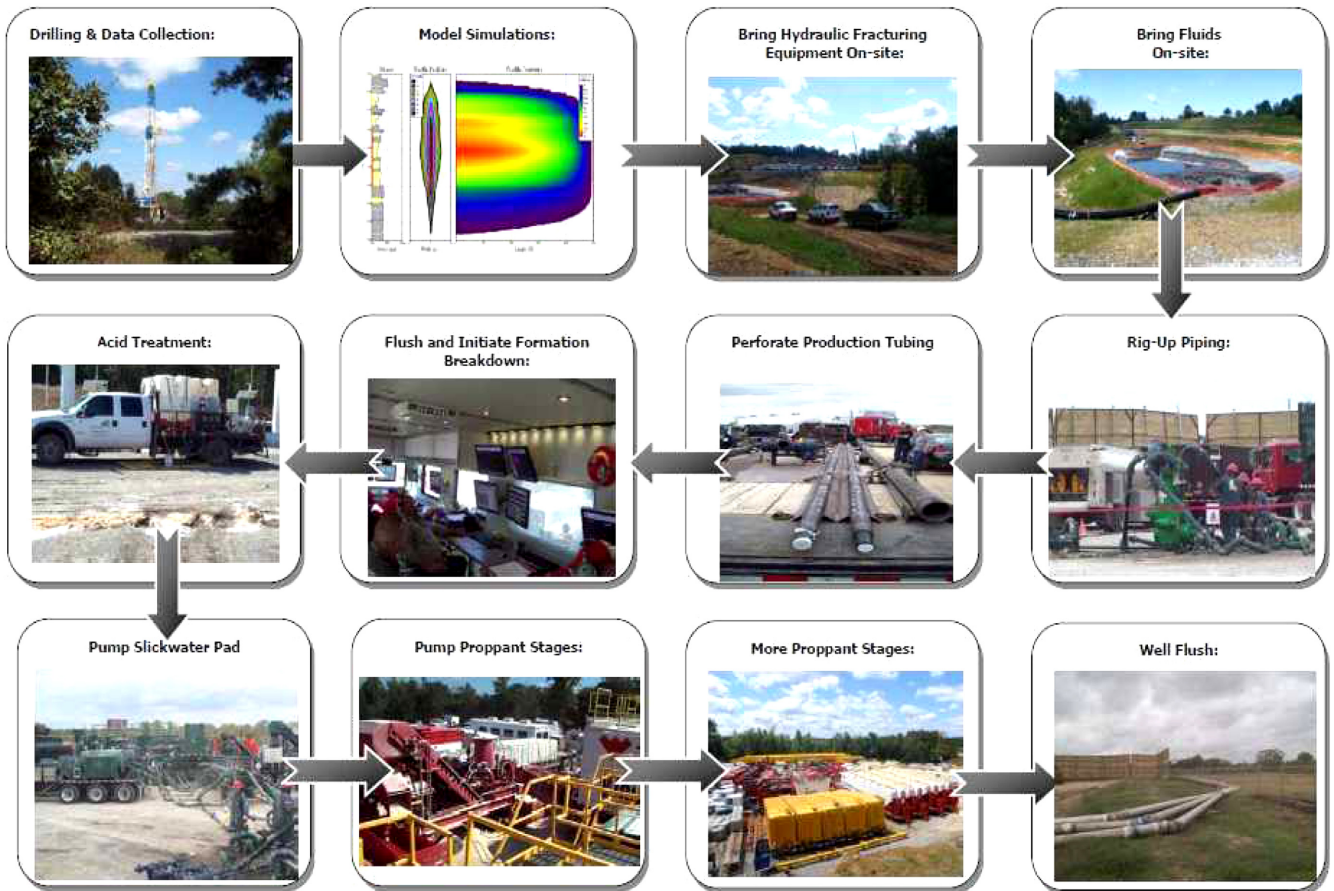 Drilling & Data Collection:
Model Simulations:
Bring Hydraulic Fracturing
Equipment On-site:
Bring Fluids
On-site:
Acid Treatment:
Flush and Initiate Formation
Breakdown:
Perforate Production Tubing
Rig-Up Piping:
Pump Slickwater Pad
Pump Proppant Stages:
More Proppant Stages:
Well Flush: